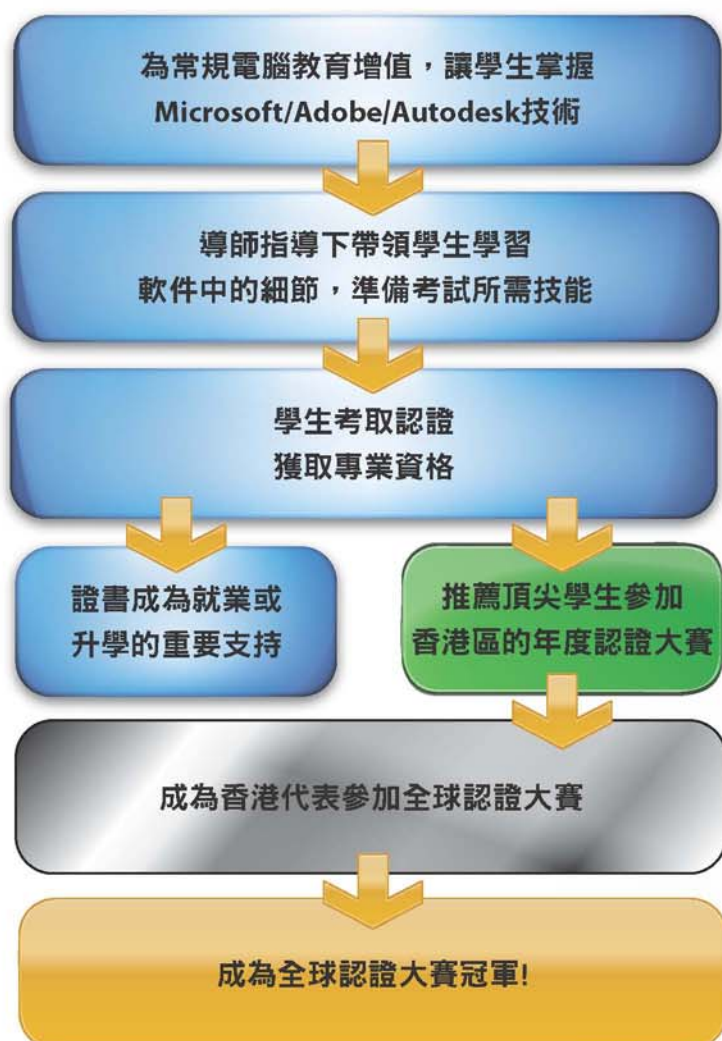 為常規電腦教育增值，讓學生掌握
Microsoft/Adobe/Autodesk技術
導師指導下帶領學生學習
軟件中的細節，準備考試所需技能
學生考取認證
獲取專業資格
證書成為就業或
升學的重要支持
推薦頂尖學生參加
香港區的年度認證大賽
成為香港代表參加全球認證大賽
成為全球認證大賽冠軍!